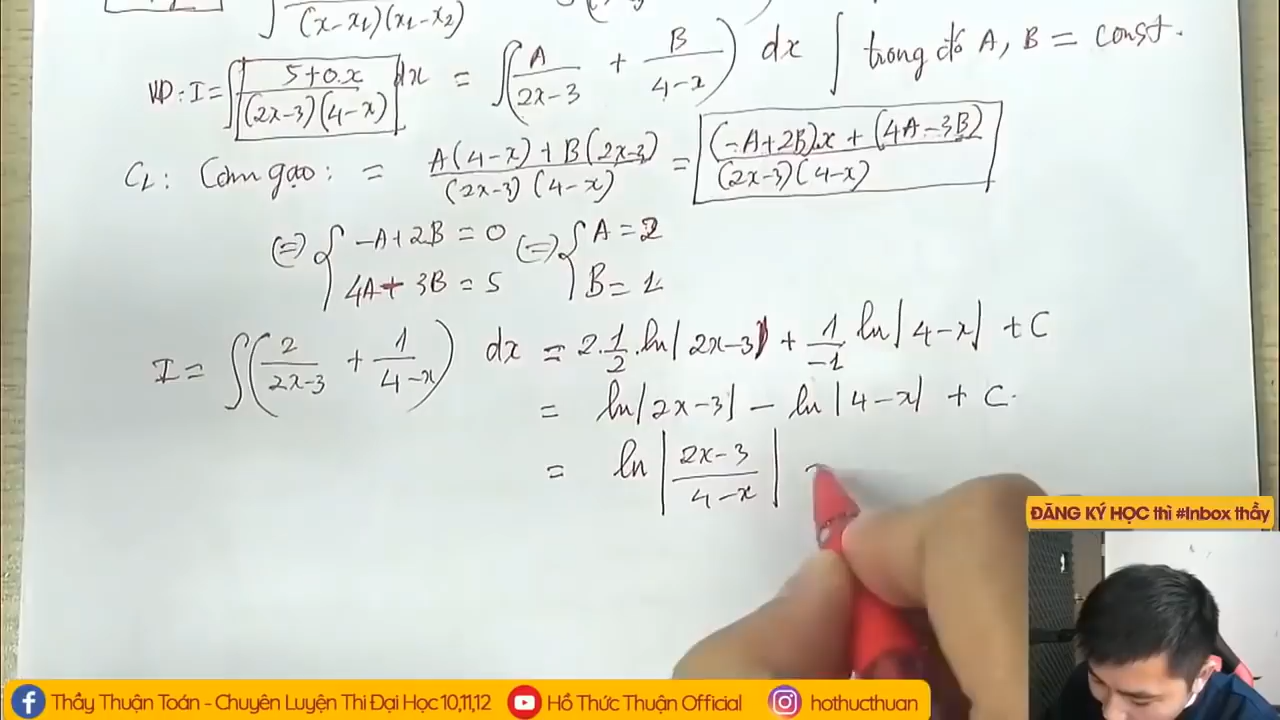 (x-x₁)(x₁-x₂)
VD: I = ∫ (5+0.x)/((2x-3)(4-x)) dx = ∫ (A/(2x-3) + B/(4-x)) dx ∫ trong đó A, B = const.
C₁: Cơm gạo: = (A(4-x)+B(2x-3))/((2x-3)(4-x)) = ((-A+2B)x + (4A-3B))/((2x-3)(4-x))
(=) { -A+2B = 0 (=) { A = 2
4A + 3B = 5 B = 1
I = ∫ (2/(2x-3) + 1/(4-x)) dx = 2.1/2.ln|2x-3| + 1/-1 ln|4-x| + C
= ln|2x-3| - ln|4-x| + C.
= ln|(2x-3)/(4-x)|
ĐĂNG KÝ HỌC thì #Inbox thầy
Thầy Thuận Toán - Chuyên Luyện Thi Đại Học 10,11,12 Hồ Thức Thuận Official hothucthuan